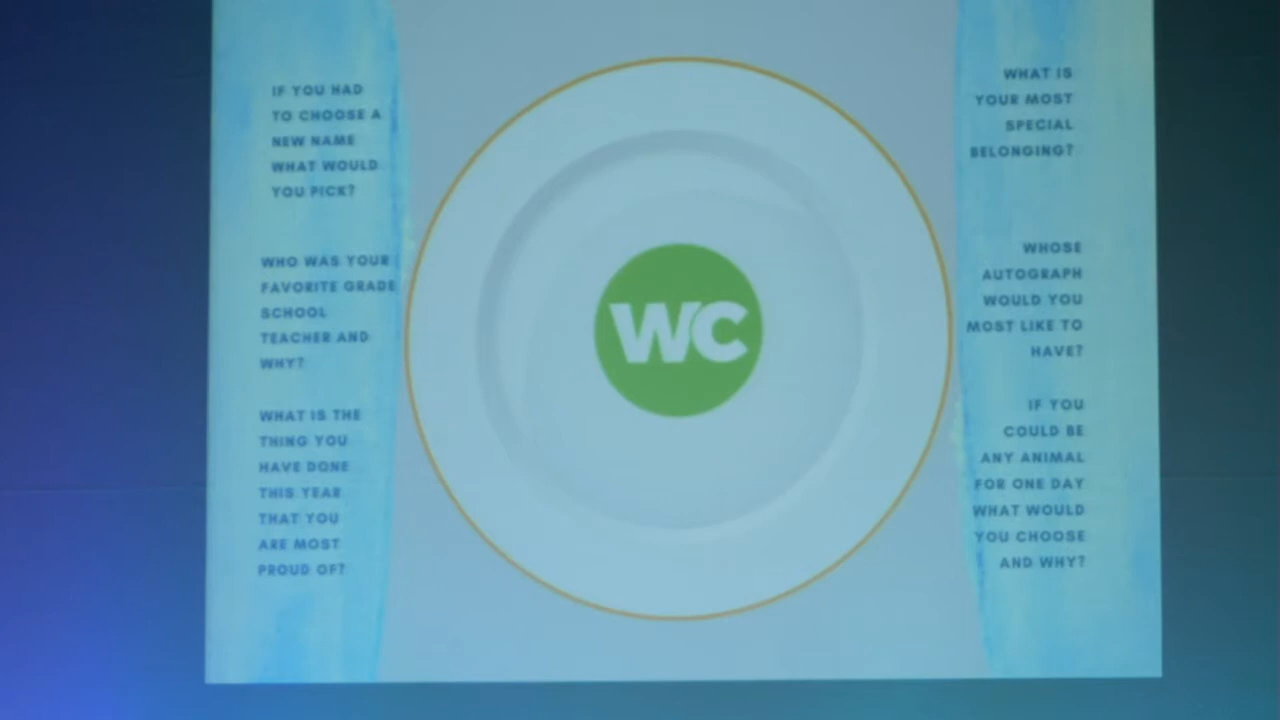 IF YOU HAD
TO CHOOSE A
NEW NAME
WHAT WOULD
YOU PICK?
WHO WAS YOUR
FAVORITE GRADE
SCHOOL
TEACHER AND
WHY?
WHAT IS THE
THING YOU
HAVE DONE
THIS YEAR
THAT YOU
ARE MOST
PROUD OF?
WC
WHAT IS
YOUR MOST
SPECIAL
BELONGING?
WHOSE
AUTOGRAPH
WOULD YOU
MOST LIKE TO
HAVE?
IF YOU
COULD BE
ANY ANIMAL
FOR ONE DAY
WHAT WOULD
YOU CHOOSE
AND WHY?